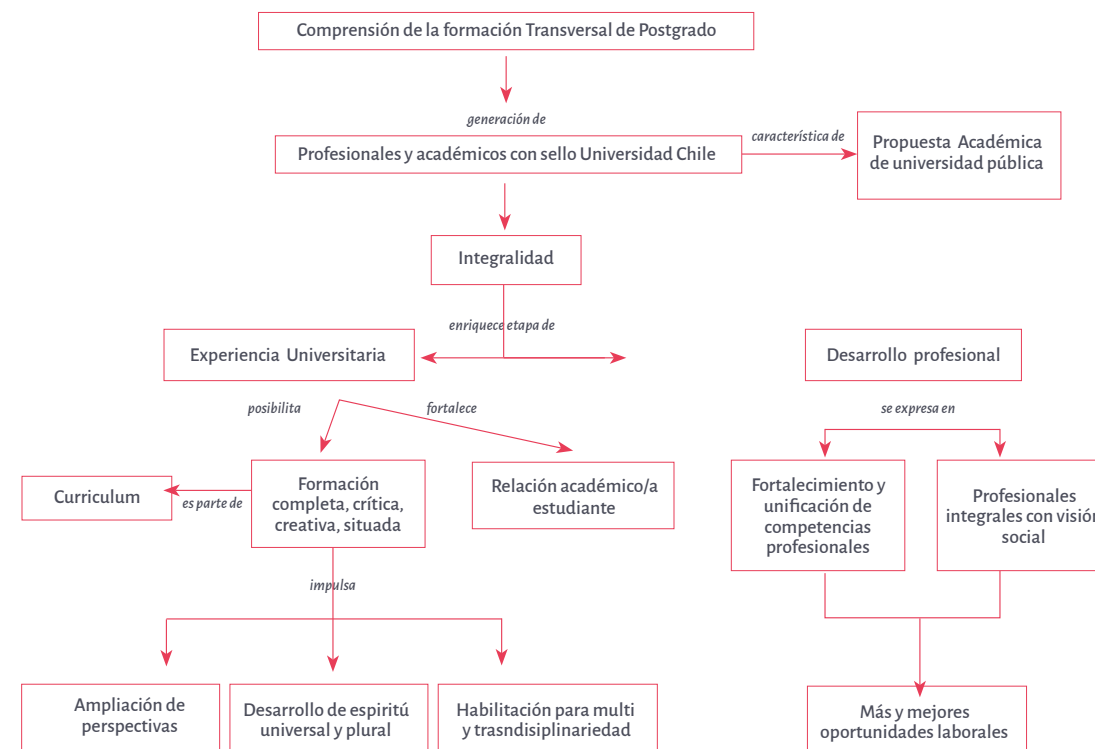 Comprensión de la formación Transversal de Postgrado
generación de
Profesionales y académicos con sello Universidad Chile
característica de
Propuesta Académica
de universidad pública
Integralidad
enriquece etapa de
Experiencia Universitaria
Desarrollo profesional
posibilita
fortalece
se expresa en
Curriculum
es parte de
Formación
completa, crítica,
creativa, situada
Relación académico/a
estudiante
Fortalecimiento y
unificación de
competencias
profesionales
Profesionales
integrales con visión
social
impulsa
Ampliación de
perspectivas
Desarrollo de espiritú
universal y plural
Habilitación para multi
y trasndisiplinariedad
Más y mejores
oportunidades laborales